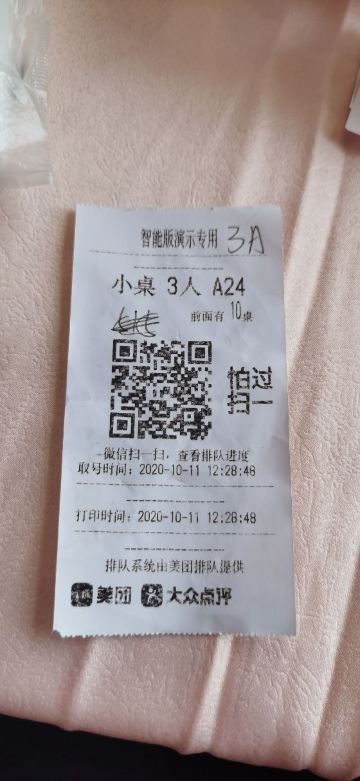 智能版演示专用 3A
小桌 3人 A24
前面有10桌
怕过
扫一
微信扫一扫，查看排队进度
取号时间：2020-10-11 12:28:48
打印时间：2020-10-11 12:28:48
排队系统由美团排队提供
美团 大众点评